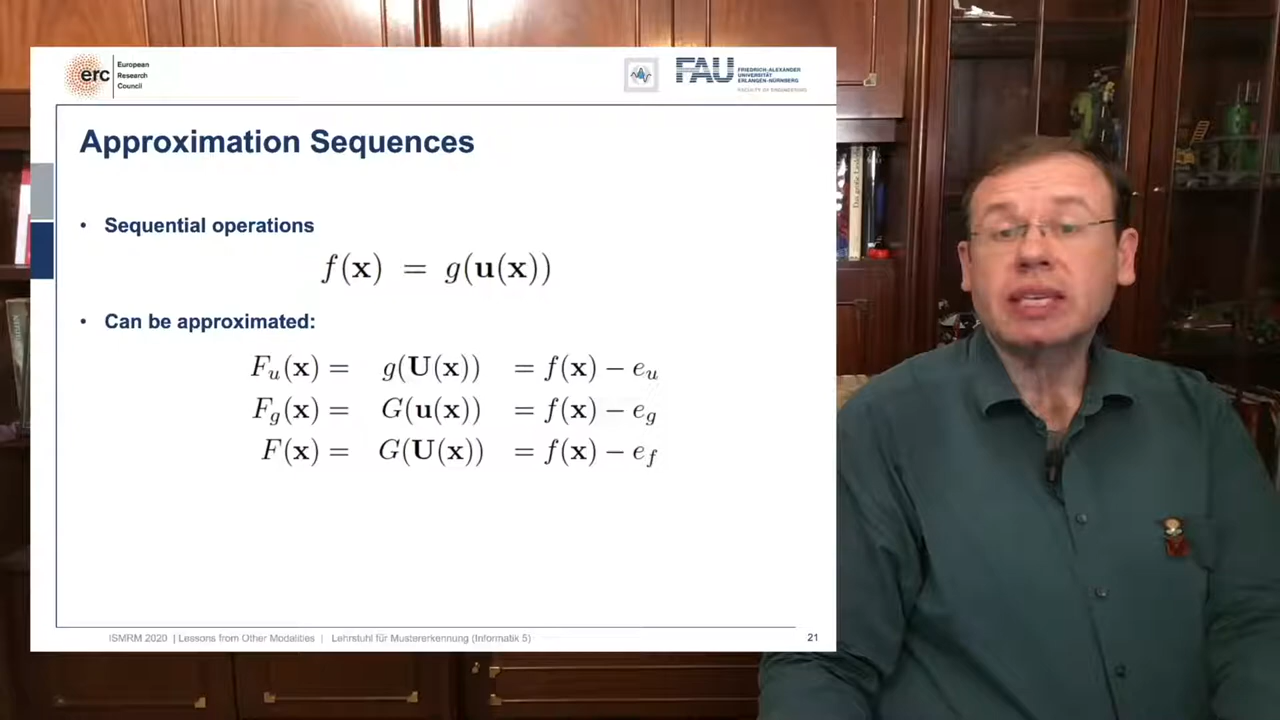 erc
European
Research
Council
FAU
FRIEDRICH-ALEXANDER
UNIVERSITÄT
ERLANGEN-NÜRNBERG
FACULTY OF ENGINEERING
Approximation Sequences
• Sequential operations
f(x) = g(u(x))
• Can be approximated:
F_u(x) = g(U(x)) = f(x) − e_u
F_g(x) = G(u(x)) = f(x) − e_g
F(x) = G(U(x)) = f(x) − e_f
ISMRM 2020 | Lessons from Other Modalities | Lehrstuhl für Mustererkennung (Informatik 5)
21